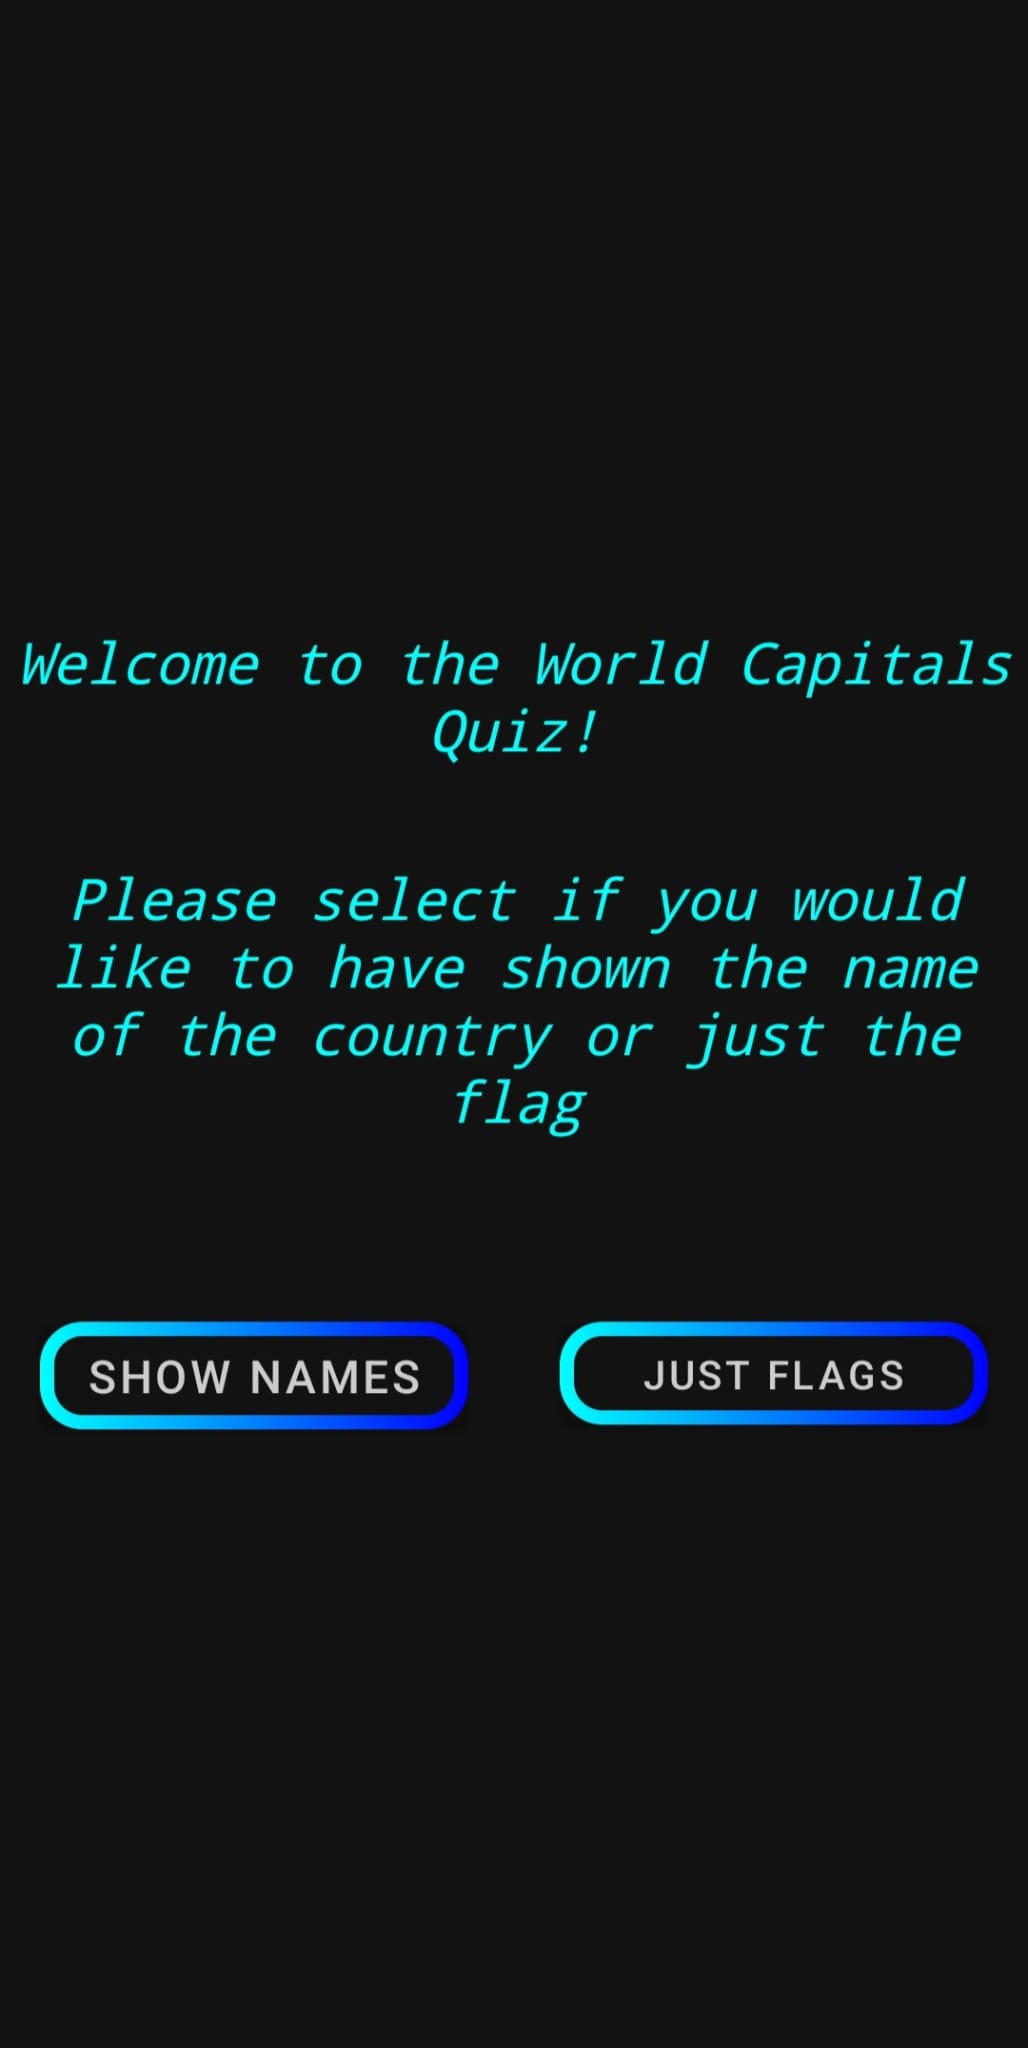 Welcome to the World Capitals
Quiz!
Please select if you would
like to have shown the name
of the country or just the
flag
SHOW NAMES
JUST FLAGS